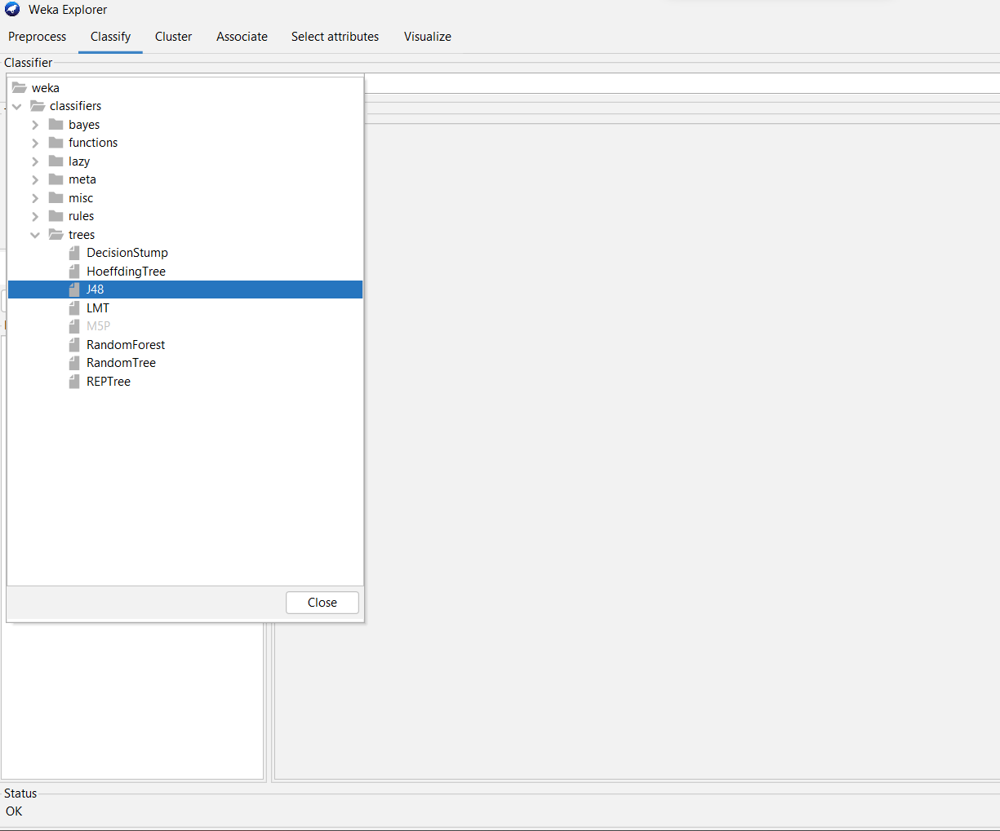 Weka Explorer
Preprocess Classify Cluster Associate Select attributes Visualize
Classifier
weka
classifiers
bayes
functions
lazy
meta
misc
rules
trees
DecisionStump
HoeffdingTree
J48
LMT
M5P
RandomForest
RandomTree
REPTree
Close
Status
OK